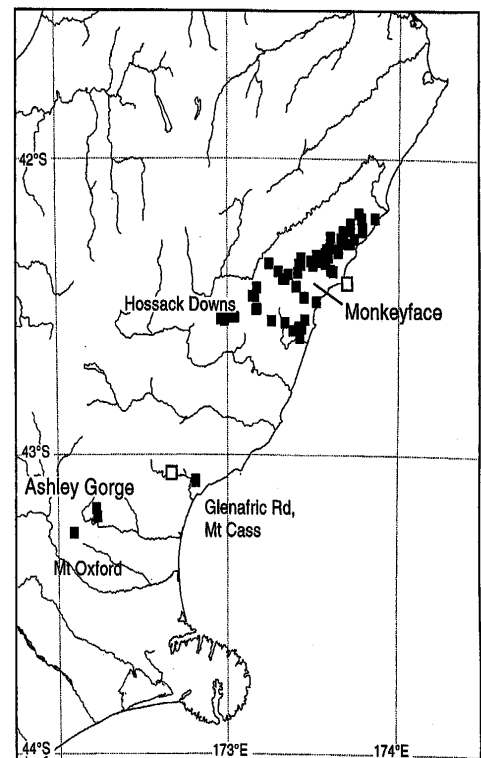 42°S
Hossack Downs
Monkeyface
43°S
Ashley Gorge
Glenafric Rd,
Mt Cass
Mt Oxford
44°S
173°E
174°E